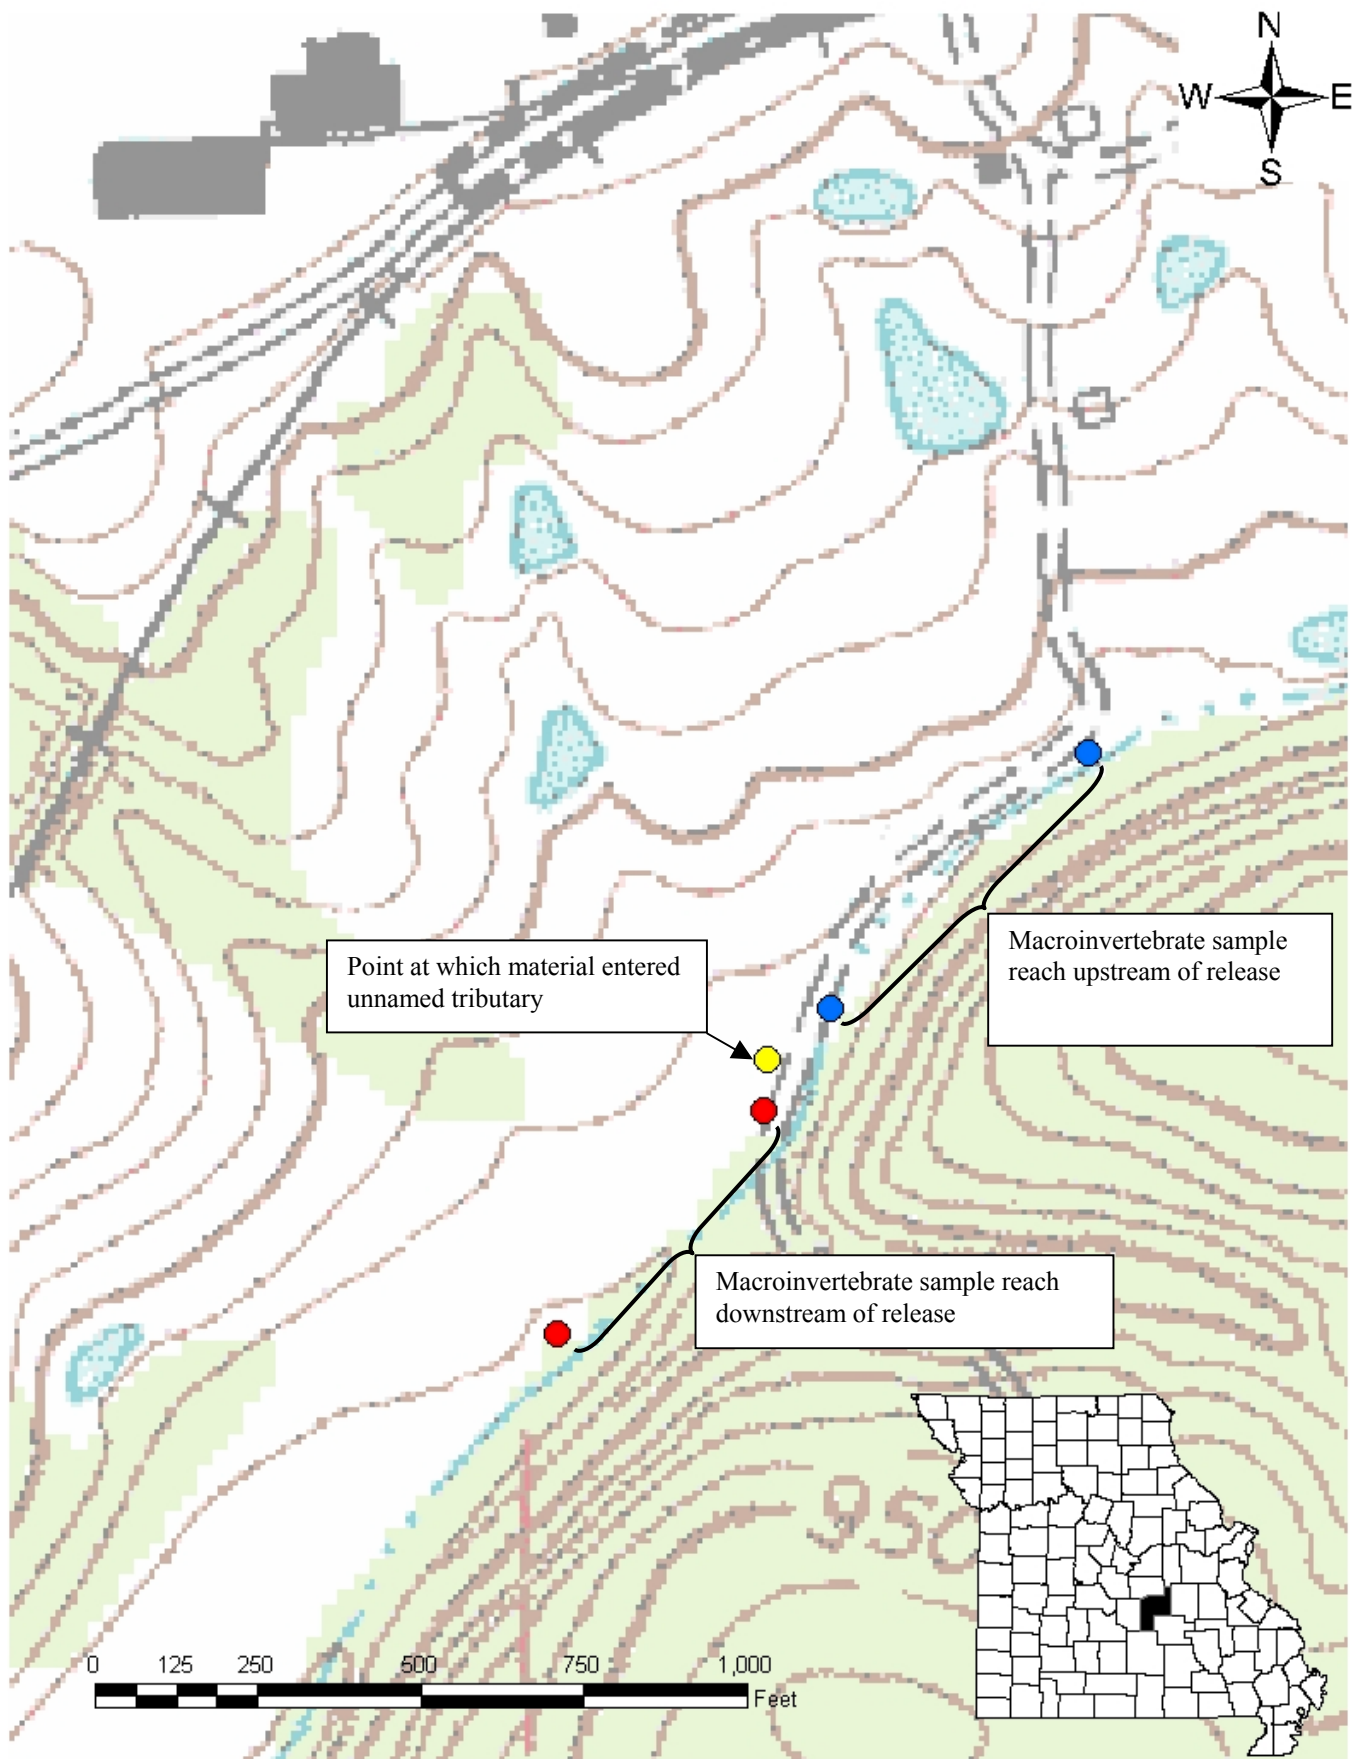 N
W E
S
Point at which material entered
unnamed tributary
Macroinvertebrate sample
reach upstream of release
Macroinvertebrate sample reach
downstream of release
0 125 250 500 750 1,000
Feet